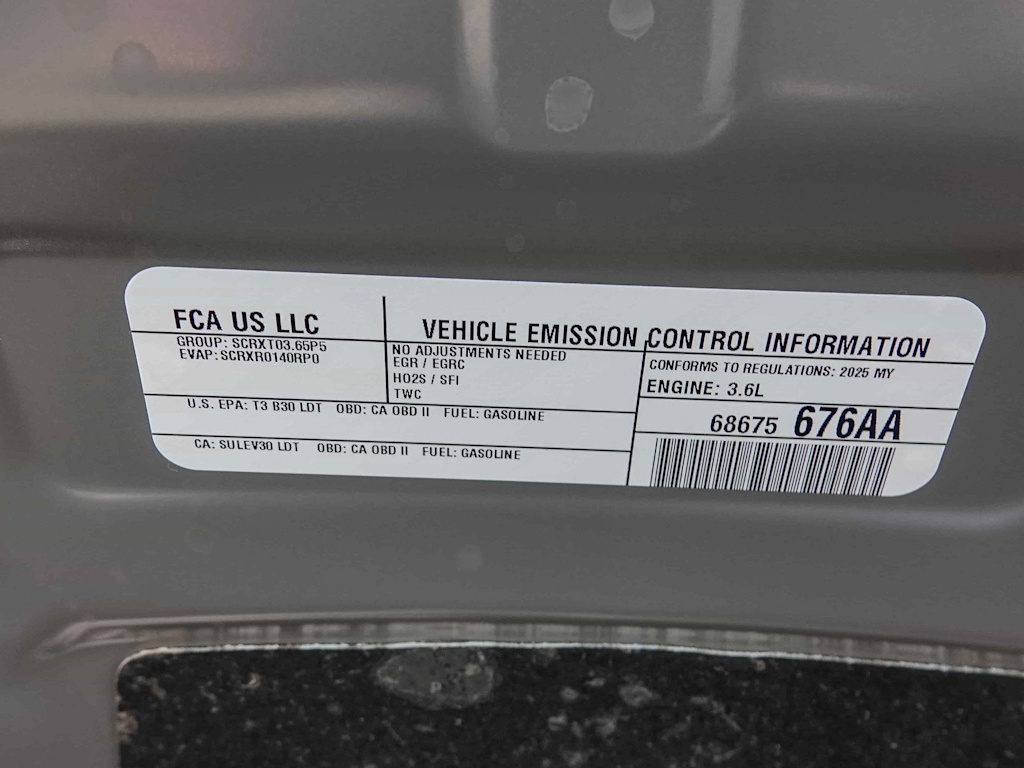 FCA US LLC
VEHICLE EMISSION CONTROL INFORMATION
GROUP: SCRXT03.65P5
EVAP: SCRXR0140RP0
NO ADJUSTMENTS NEEDED
EGR / EGRC
HO2S / SFI
TWC
CONFORMS TO REGULATIONS: 2025 MY
ENGINE: 3.6L
U.S. EPA: T3 B30 LDT OBD: CA OBD II FUEL: GASOLINE
68675 676AA
CA: SULEV30 LDT OBD: CA OBD II FUEL: GASOLINE